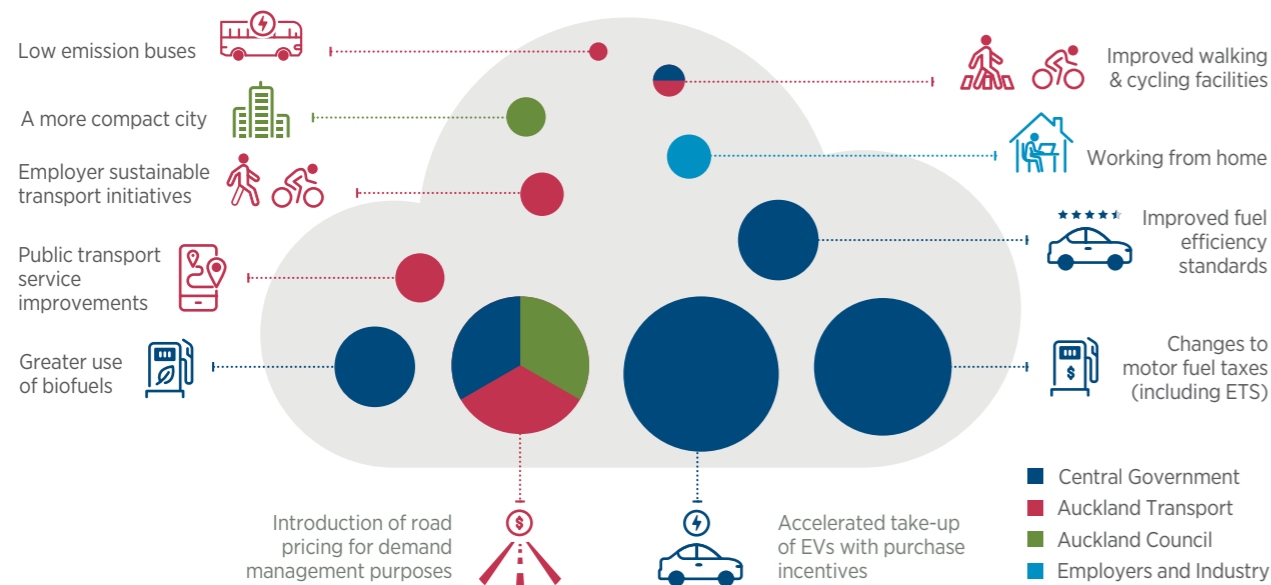 Low emission buses
A more compact city
Employer sustainable
transport initiatives
Public transport
service
improvements
Greater use
of biofuels
Introduction of road
pricing for demand
management purposes
$
Accelerated take-up
of EVs with purchase
incentives
Improved walking
& cycling facilities
Working from home
Improved fuel
efficiency
standards
$
Changes to
motor fuel taxes
(including ETS)
Central Government
Auckland Transport
Auckland Council
Employers and Industry